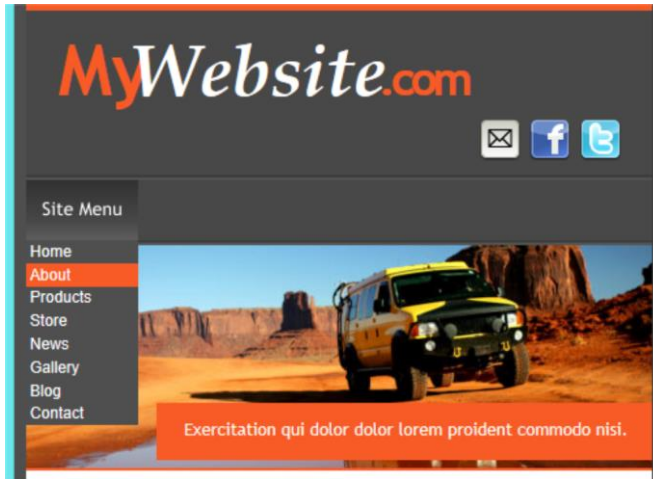 MyWebsite.com
Site Menu
Home
About
Products
Store
News
Gallery
Blog
Contact
Exercitation qui dolor dolor lorem proident commodo nisi.